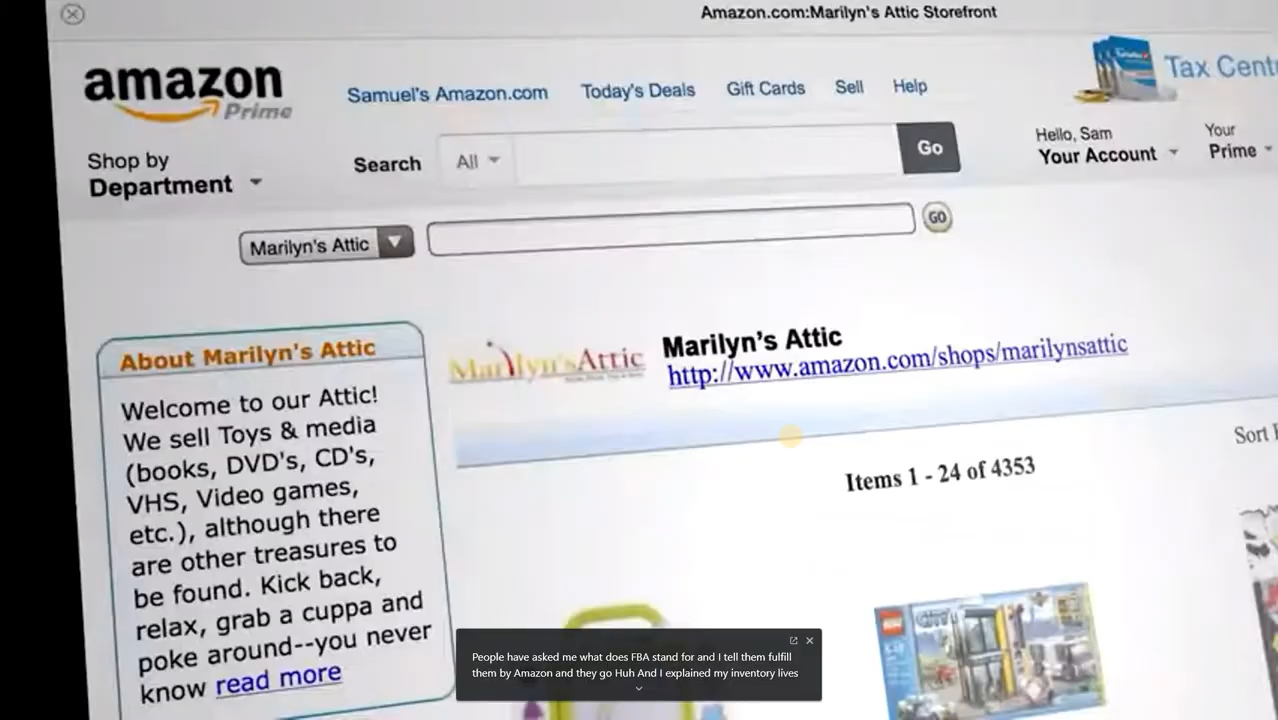 Amazon.com:Marilyn's Attic Storefront
amazon
Prime
Samuel's Amazon.com Today's Deals Gift Cards Sell Help
Tax
Shop by
Department
Search All Go
Hello, Sam
Your Account
Your
Prime
Marilyn's Attic GO
About Marilyn's Attic
Welcome to our Attic!
We sell Toys & media
(books, DVD's, CD's,
VHS, Video games,
etc.), although there
are other treasures to
be found. Kick back,
relax, grab a cuppa and
poke around--you never
know read more
Marilyn'sAttic
Marilyn's Attic
http://www.amazon.com/shops/marilynsattic
Sort
Items 1 - 24 of 4353
CITY
People have asked me what does FBA stand for and I tell them fulfill
them by Amazon and they go Huh And I explained my inventory lives